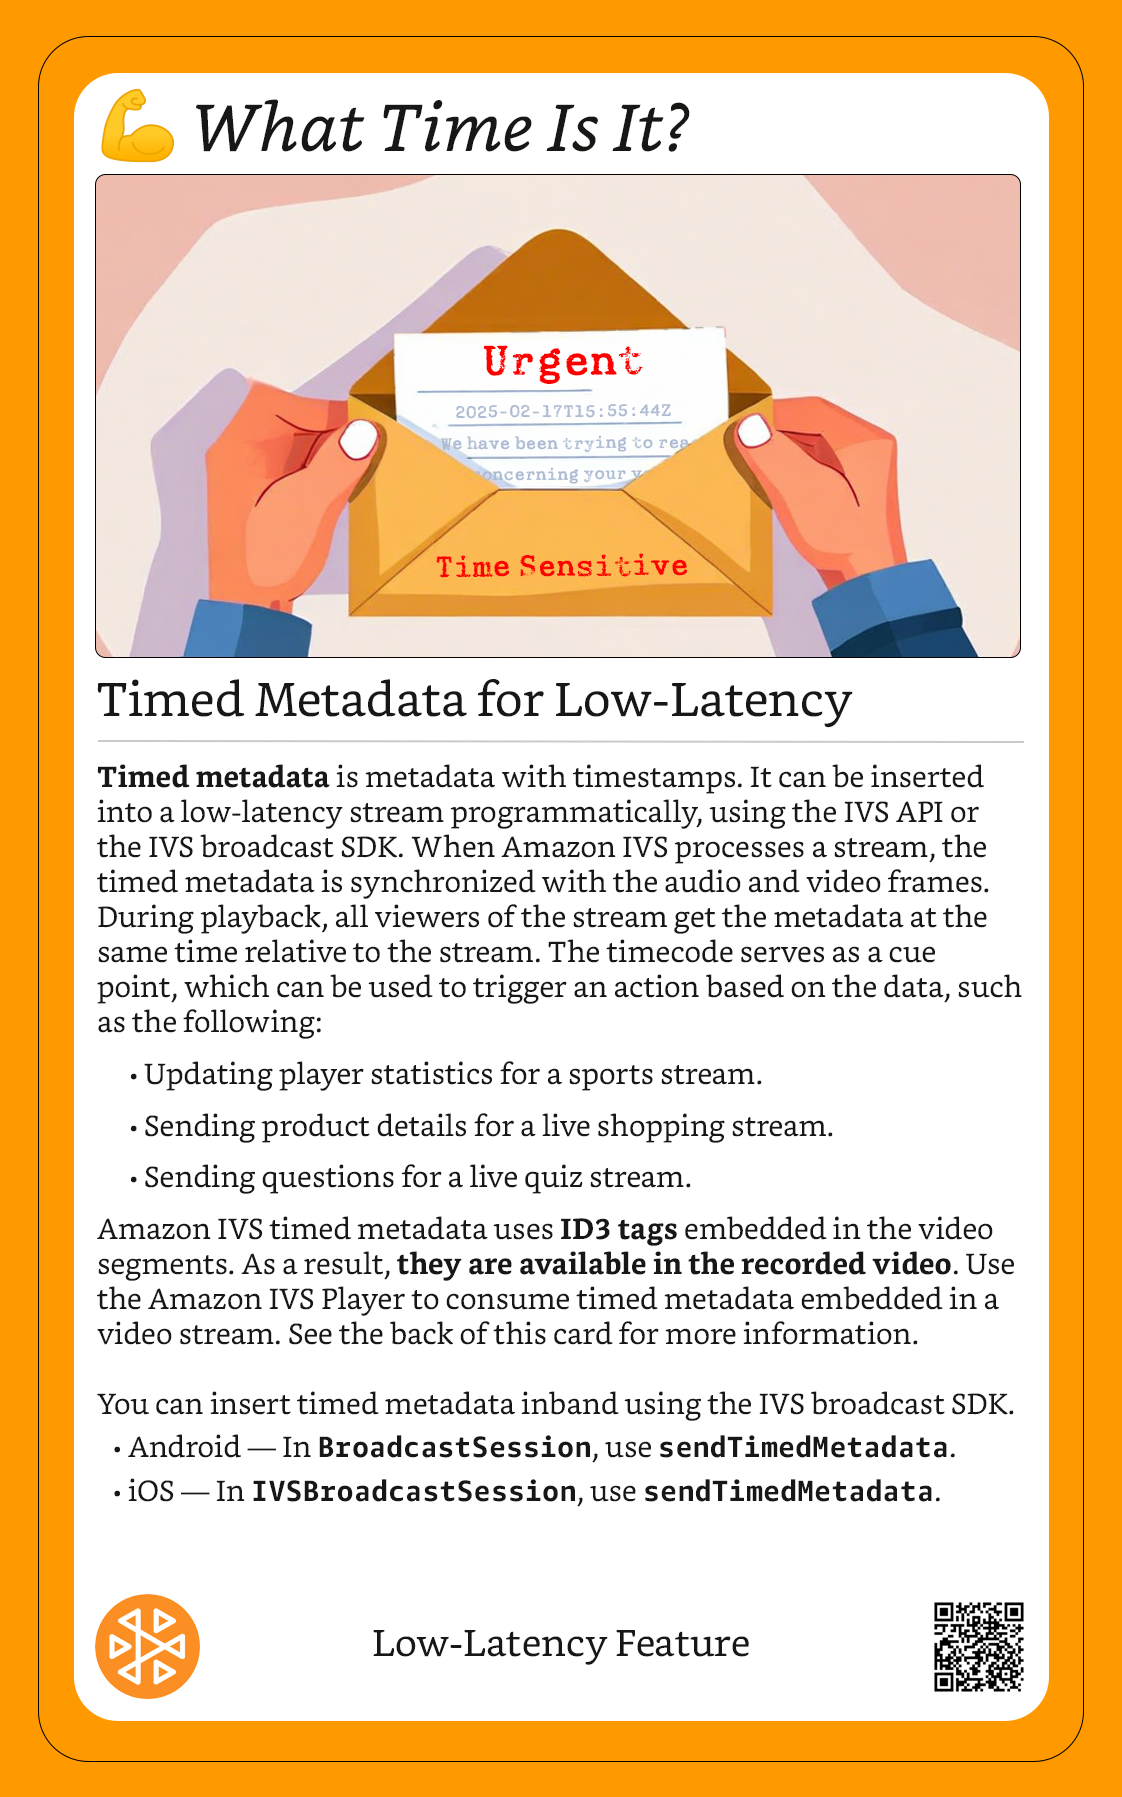 💪 What Time Is It?
Urgent
2025-02-17T15:55:44Z
We have been trying to
concerning your
Time Sensitive
Timed Metadata for Low-Latency
Timed metadata is metadata with timestamps. It can be inserted
into a low-latency stream programmatically, using the IVS API or
the IVS broadcast SDK. When Amazon IVS processes a stream, the
timed metadata is synchronized with the audio and video frames.
During playback, all viewers of the stream get the metadata at the
same time relative to the stream. The timecode serves as a cue
point, which can be used to trigger an action based on the data, such
as the following:
• Updating player statistics for a sports stream.
• Sending product details for a live shopping stream.
• Sending questions for a live quiz stream.
Amazon IVS timed metadata uses ID3 tags embedded in the video
segments. As a result, they are available in the recorded video. Use
the Amazon IVS Player to consume timed metadata embedded in a
video stream. See the back of this card for more information.
You can insert timed metadata inband using the IVS broadcast SDK.
• Android — In BroadcastSession, use sendTimedMetadata.
• iOS — In IVSBroadcastSession, use sendTimedMetadata.
Low-Latency Feature